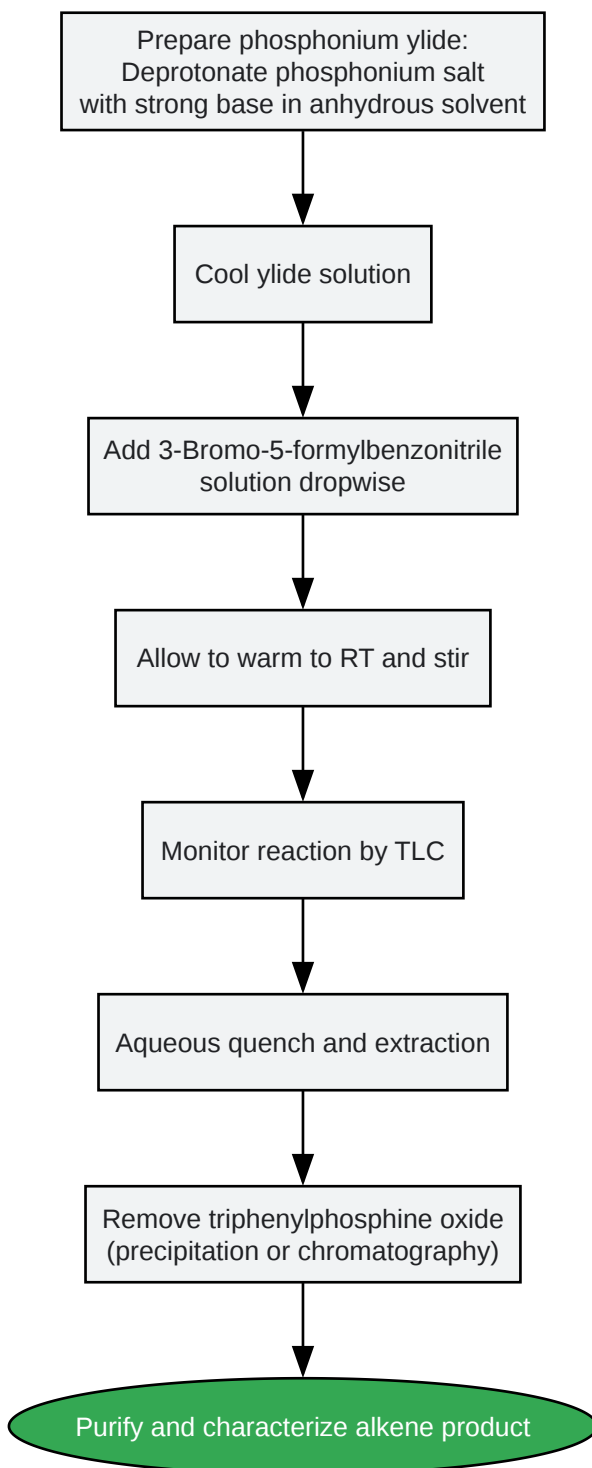 Prepare phosphonium ylide:
Deprotonate phosphonium salt
with strong base in anhydrous solvent
Cool ylide solution
Add 3-Bromo-5-formylbenzonitrile
solution dropwise
Allow to warm to RT and stir
Monitor reaction by TLC
Aqueous quench and extraction
Remove triphenylphosphine oxide
(precipitation or chromatography)
Purify and characterize alkene product